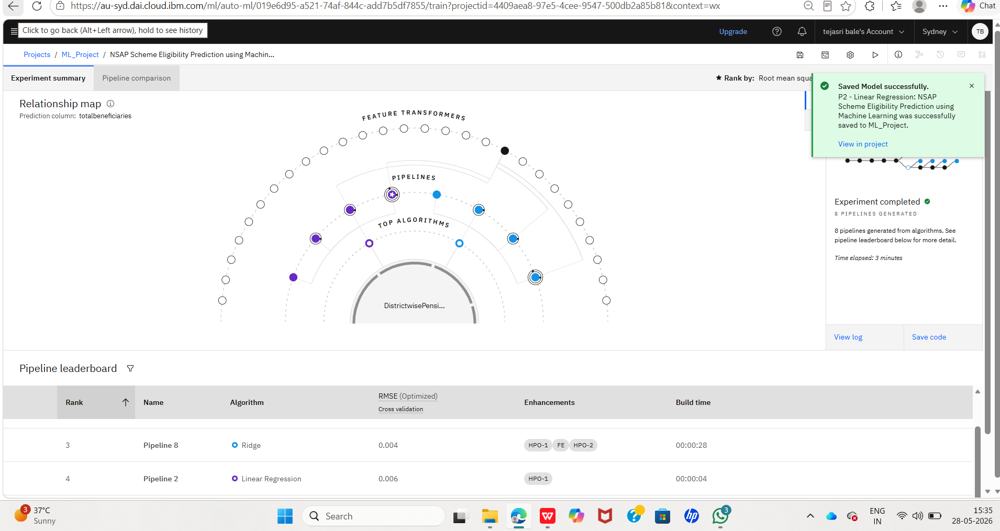 https://au-syd.dai.cloud.ibm.com/ml/auto-ml/019e6d95-a521-74af-844c-add7b5df7855/train?projectid=4409aea8-97e5-4cee-9547-500db2a85b81&context=wx
Chat
Click to go back (Alt+Left arrow), hold to see history
Upgrade
tejasri bale's Account
Sydney
TB
Projects / ML_Project / NSAP Scheme Eligibility Prediction using Machin...
Experiment summary
Pipeline comparison
Rank by: Root mean squa
Saved Model successfully.
P2 - Linear Regression: NSAP
Scheme Eligibility Prediction using
Machine Learning was successfully
saved to ML_Project.
View in project
Relationship map
Prediction column: totalbeneficiaries
FEATURE TRANSFORMERS
PIPELINES
TOP ALGORITHMS
DistrictwisePensi...
Experiment completed
8 PIPELINES GENERATED
8 pipelines generated from algorithms. See
pipeline leaderboard below for more detail.
Time elapsed: 3 minutes
View log
Save code
Pipeline leaderboard
Rank Name Algorithm RMSE (Optimized) Enhancements Build time
Cross validation
3 Pipeline 8 Ridge 0.004 HPO-1 FE HPO-2 00:00:28
4 Pipeline 2 Linear Regression 0.006 HPO-1 00:00:04
3
37°C
Sunny
Search
3
ENG
IN
15:35
28-05-2026